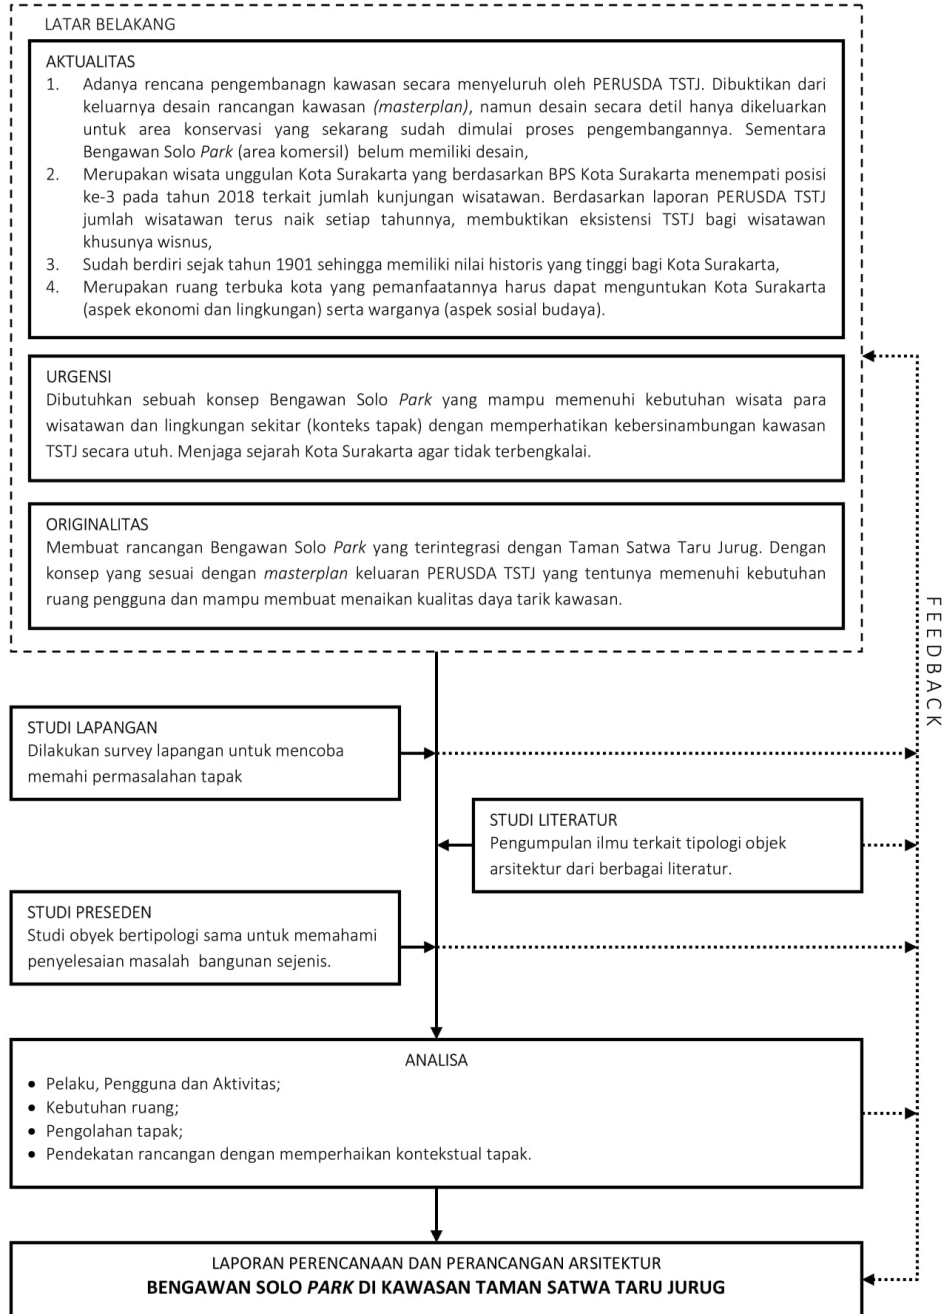 LATAR BELAKANG
AKTUALITAS
1. Adanya rencana pengembanagn kawasan secara menyeluruh oleh PERUSDA TSTJ. Dibuktikan dari
keluarnya desain rancangan kawasan (masterplan), namun desain secara detil hanya dikeluarkan
untuk area konservasi yang sekarang sudah dimulai proses pengembangannya. Sementara
Bengawan Solo Park (area komersil) belum memiliki desain,
2. Merupakan wisata unggulan Kota Surakarta yang berdasarkan BPS Kota Surakarta menempati posisi
ke-3 pada tahun 2018 terkait jumlah kunjungan wisatawan. Berdasarkan laporan PERUSDA TSTJ
jumlah wisatawan terus naik setiap tahunnya, membuktikan eksistensi TSTJ bagi wisatawan
khusunya wisnus,
3. Sudah berdiri sejak tahun 1901 sehingga memiliki nilai historis yang tinggi bagi Kota Surakarta,
4. Merupakan ruang terbuka kota yang pemanfaatannya harus dapat menguntukan Kota Surakarta
(aspek ekonomi dan lingkungan) serta warganya (aspek sosial budaya).
URGENSI
Dibutuhkan sebuah konsep Bengawan Solo Park yang mampu memenuhi kebutuhan wisata para
wisatawan dan lingkungan sekitar (konteks tapak) dengan memperhatikan kebersinambungan kawasan
TSTJ secara utuh. Menjaga sejarah Kota Surakarta agar tidak terbengkalai.
ORIGINALITAS
Membuat rancangan Bengawan Solo Park yang terintegrasi dengan Taman Satwa Taru Jurug. Dengan
konsep yang sesuai dengan masterplan keluaran PERUSDA TSTJ yang tentunya memenuhi kebutuhan
ruang pengguna dan mampu membuat menaikan kualitas daya tarik kawasan.
FEEDBACK
STUDI LAPANGAN
Dilakukan survey lapangan untuk mencoba
memahi permasalahan tapak
STUDI LITERATUR
Pengumpulan ilmu terkait tipologi objek
arsitektur dari berbagai literatur.
STUDI PRESEDEN
Studi obyek bertipologi sama untuk memahami
penyelesaian masalah bangunan sejenis.
ANALISA
• Pelaku, Pengguna dan Aktivitas;
• Kebutuhan ruang;
• Pengolahan tapak;
• Pendekatan rancangan dengan memperhaikan kontekstual tapak.
LAPORAN PERENCANAAN DAN PERANCANGAN ARSITEKTUR
BENGAWAN SOLO PARK DI KAWASAN TAMAN SATWA TARU JURUG